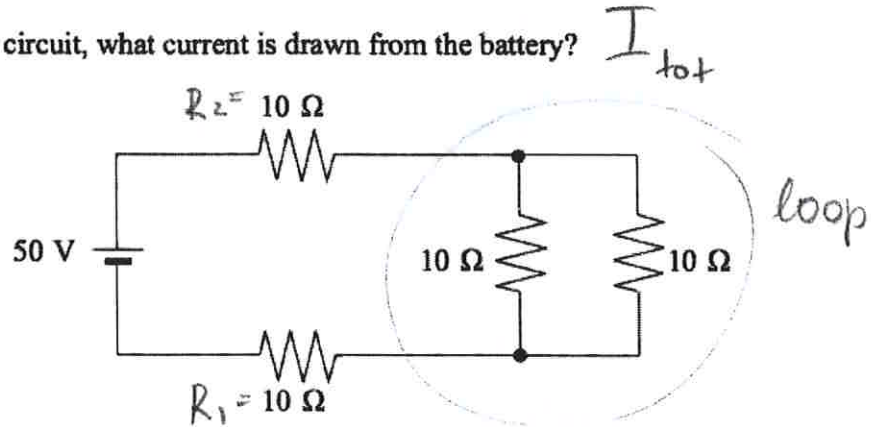 circuit, what current is drawn from the battery? I tot
R2= 10 Ω
loop
50 V
10 Ω
10 Ω
R1 = 10 Ω